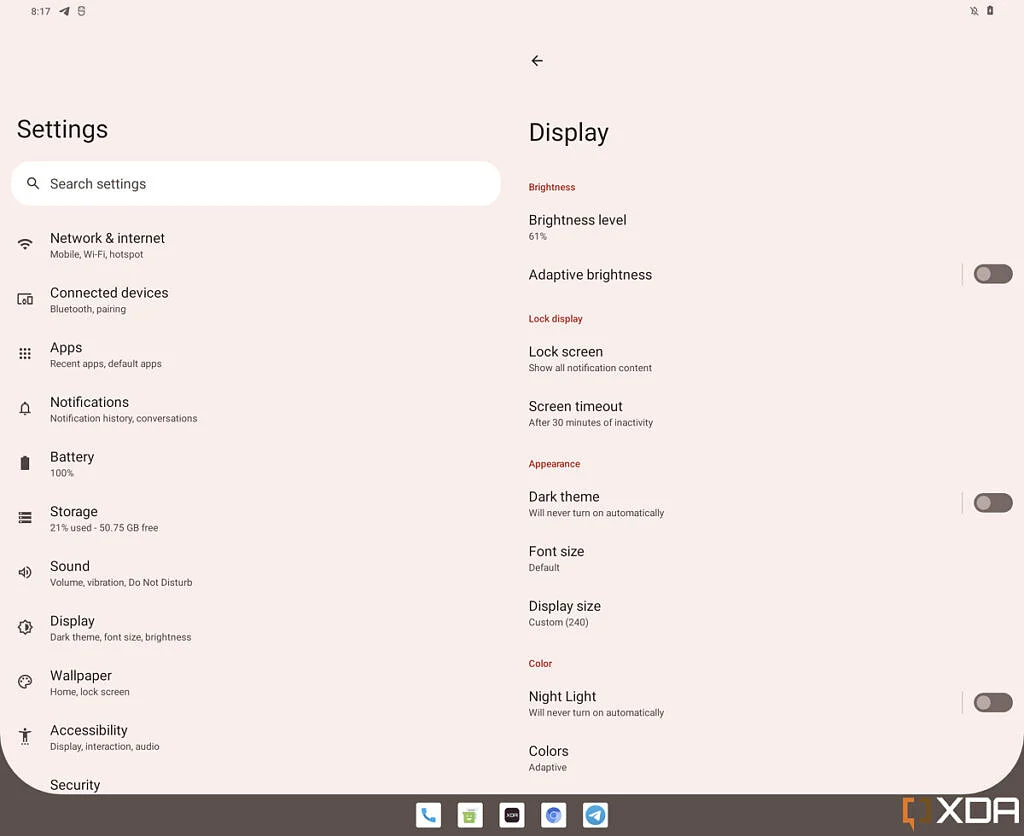 8:17
Settings
Search settings
Network & internet
Mobile, Wi-Fi, hotspot
Connected devices
Bluetooth, pairing
Apps
Recent apps, default apps
Notifications
Notification history, conversations
Battery
100%
Storage
21% used - 50.75 GB free
Sound
Volume, vibration, Do Not Disturb
Display
Dark theme, font size, brightness
Wallpaper
Home, lock screen
Accessibility
Display, interaction, audio
Security
Display
Brightness
Brightness level
61%
Adaptive brightness
Lock display
Lock screen
Show all notification content
Screen timeout
After 30 minutes of inactivity
Appearance
Dark theme
Will never turn on automatically
Font size
Default
Display size
Custom (240)
Color
Night Light
Will never turn on automatically
Colors
Adaptive
XDA
XDA